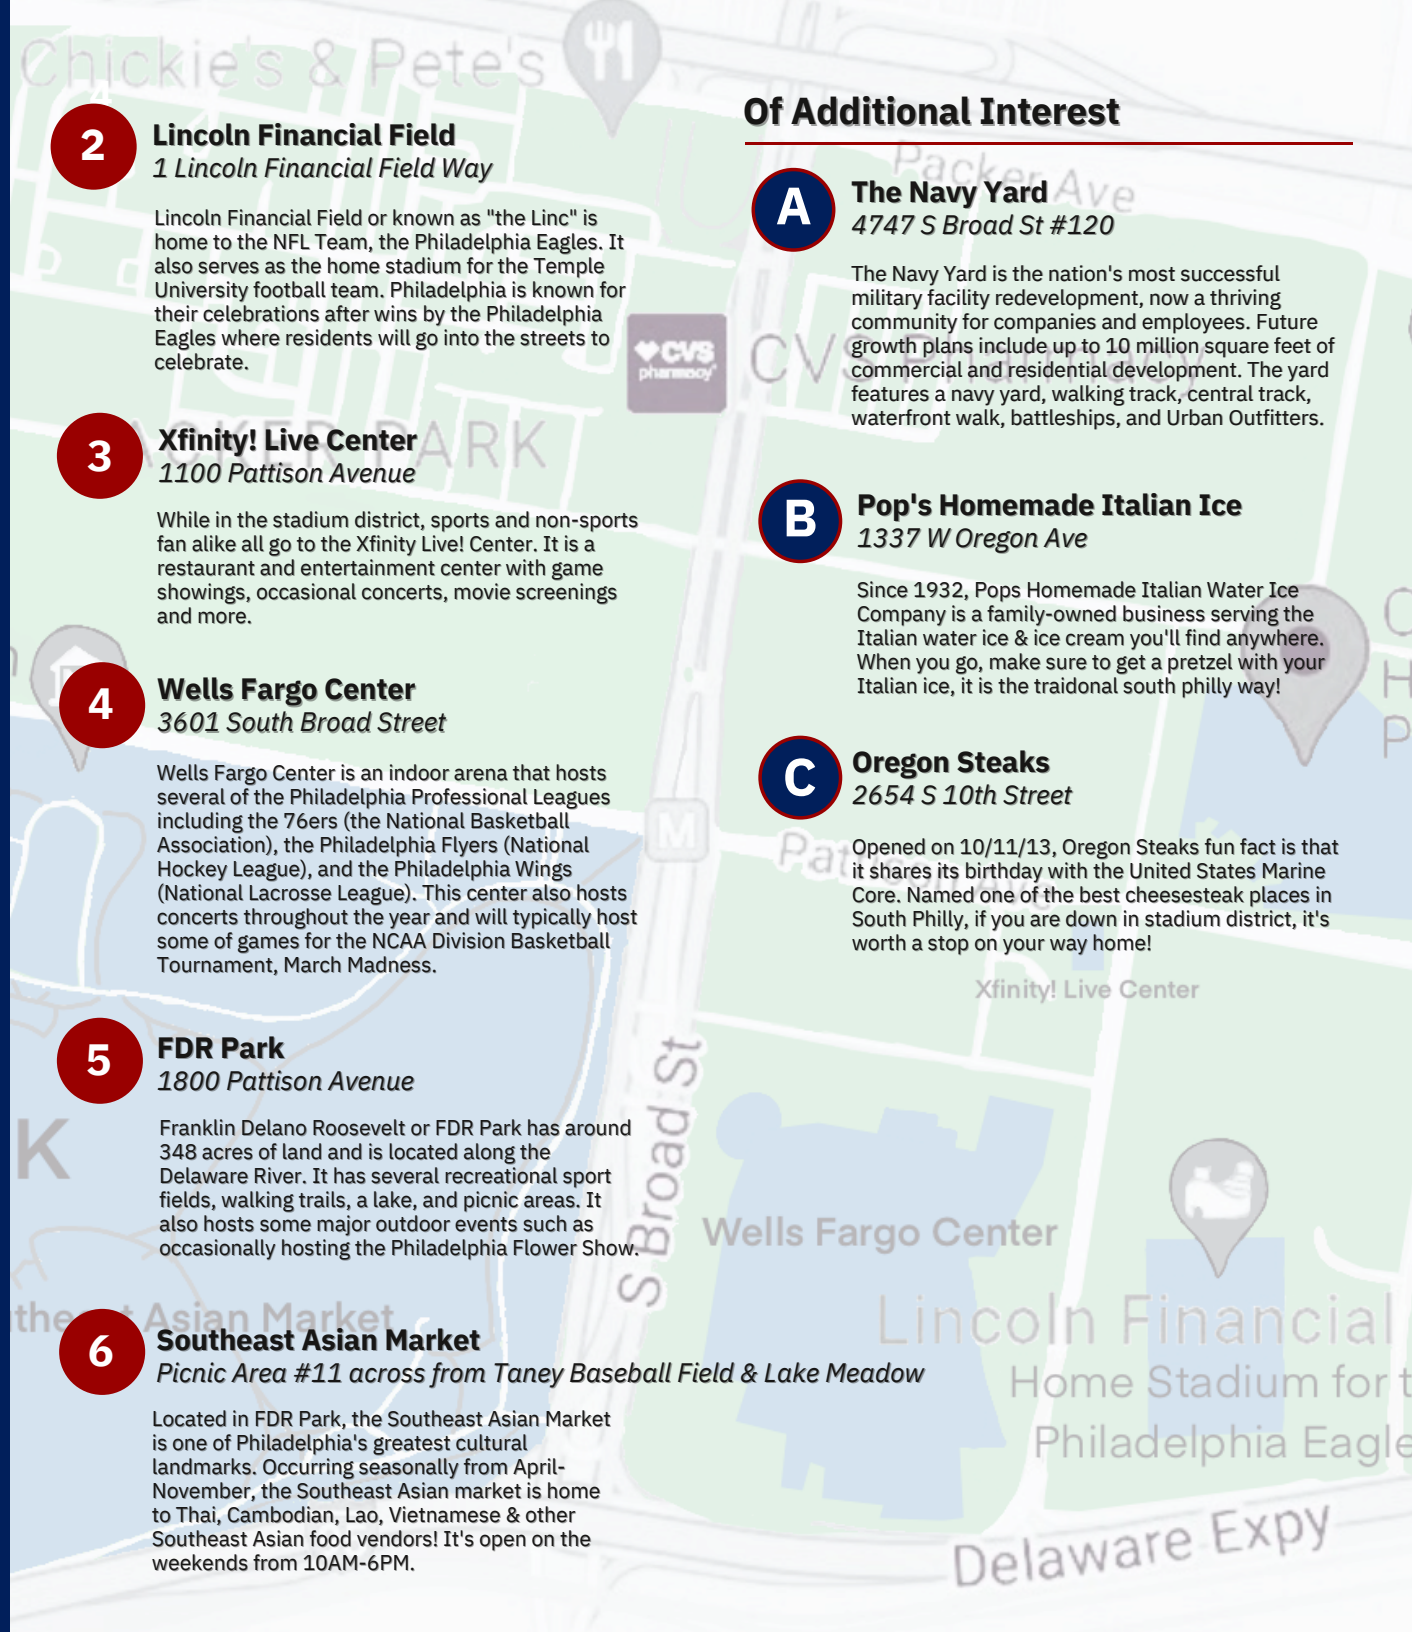 Chickie's & Pete's
2
Lincoln Financial Field
1 Lincoln Financial Field Way
Lincoln Financial Field or known as "the Linc" is
home to the NFL Team, the Philadelphia Eagles. It
also serves as the home stadium for the Temple
University football team. Philadelphia is known for
their celebrations after wins by the Philadelphia
Eagles where residents will go into the streets to
celebrate.
3
Xfinity! Live Center
1100 Pattison Avenue
While in the stadium district, sports and non-sports
fan alike all go to the Xfinity Live! Center. It is a
restaurant and entertainment center with game
showings, occasional concerts, movie screenings
and more.
4
Wells Fargo Center
3601 South Broad Street
Wells Fargo Center is an indoor arena that hosts
several of the Philadelphia Professional Leagues
including the 76ers (the National Basketball
Association), the Philadelphia Flyers (National
Hockey League), and the Philadelphia Wings
(National Lacrosse League). This center also hosts
concerts throughout the year and will typically host
some of games for the NCAA Division Basketball
Tournament, March Madness.
5
FDR Park
1800 Pattison Avenue
Franklin Delano Roosevelt or FDR Park has around
348 acres of land and is located along the
Delaware River. It has several recreational sport
fields, walking trails, a lake, and picnic areas. It
also hosts some major outdoor events such as
occasionally hosting the Philadelphia Flower Show.
6
Southeast Asian Market
Picnic Area #11 across from Taney Baseball Field & Lake Meadow
Located in FDR Park, the Southeast Asian Market
is one of Philadelphia's greatest cultural
landmarks. Occurring seasonally from April-
November, the Southeast Asian market is home
to Thai, Cambodian, Lao, Vietnamese & other
Southeast Asian food vendors! It's open on the
weekends from 10AM-6PM.
Of Additional Interest
A
The Navy Yard
4747 S Broad St #120
The Navy Yard is the nation's most successful
military facility redevelopment, now a thriving
community for companies and employees. Future
growth plans include up to 10 million square feet of
commercial and residential development. The yard
features a navy yard, walking track, central track,
waterfront walk, battleships, and Urban Outfitters.
B
Pop's Homemade Italian Ice
1337 W Oregon Ave
Since 1932, Pops Homemade Italian Water Ice
Company is a family-owned business serving the
Italian water ice & ice cream you'll find anywhere.
When you go, make sure to get a pretzel with your
Italian ice, it is the traidonal south philly way!
C
Oregon Steaks
2654 S 10th Street
Opened on 10/11/13, Oregon Steaks fun fact is that
it shares its birthday with the United States Marine
Core. Named one of the best cheesesteak places in
South Philly, if you are down in stadium district, it's
worth a stop on your way home!
Packer Ave
CVS pharmacy
CVS Pharmacy
PARK
M
Pattison Ave
Xfinity! Live Center
S Broad St
K
Wells Fargo Center
Asian Market
Lincoln Financial
Home Stadium for t
Philadelphia Eagle
Delaware Expy